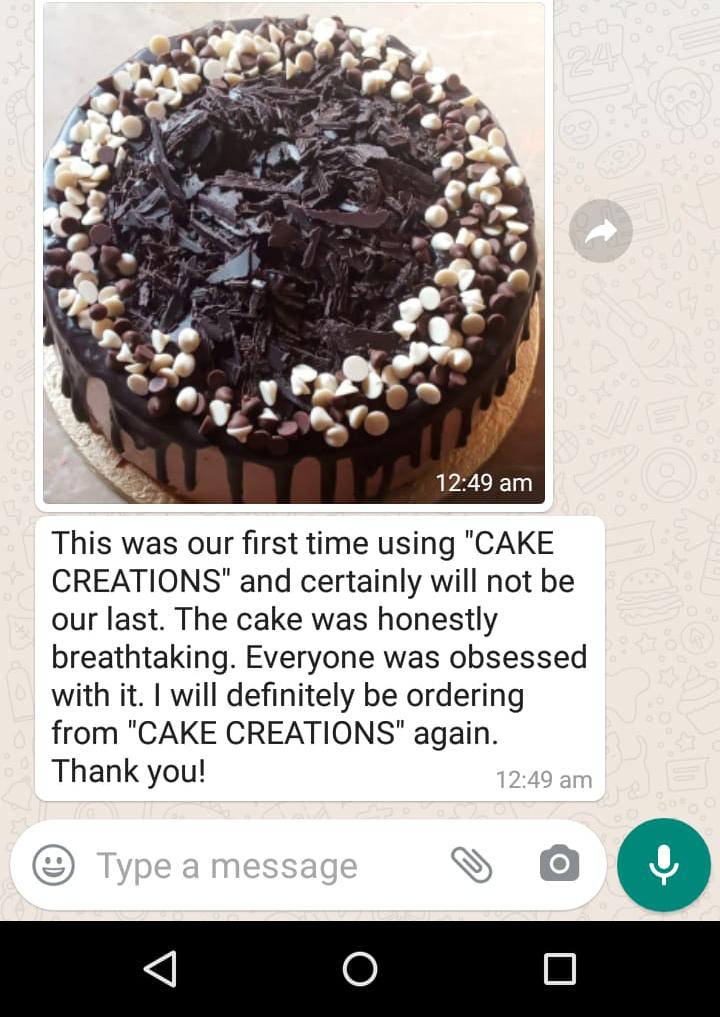 12:49 am
This was our first time using "CAKE
CREATIONS" and certainly will not be
our last. The cake was honestly
breathtaking. Everyone was obsessed
with it. I will definitely be ordering
from "CAKE CREATIONS" again.
Thank you!
12:49 am
Type a message
24